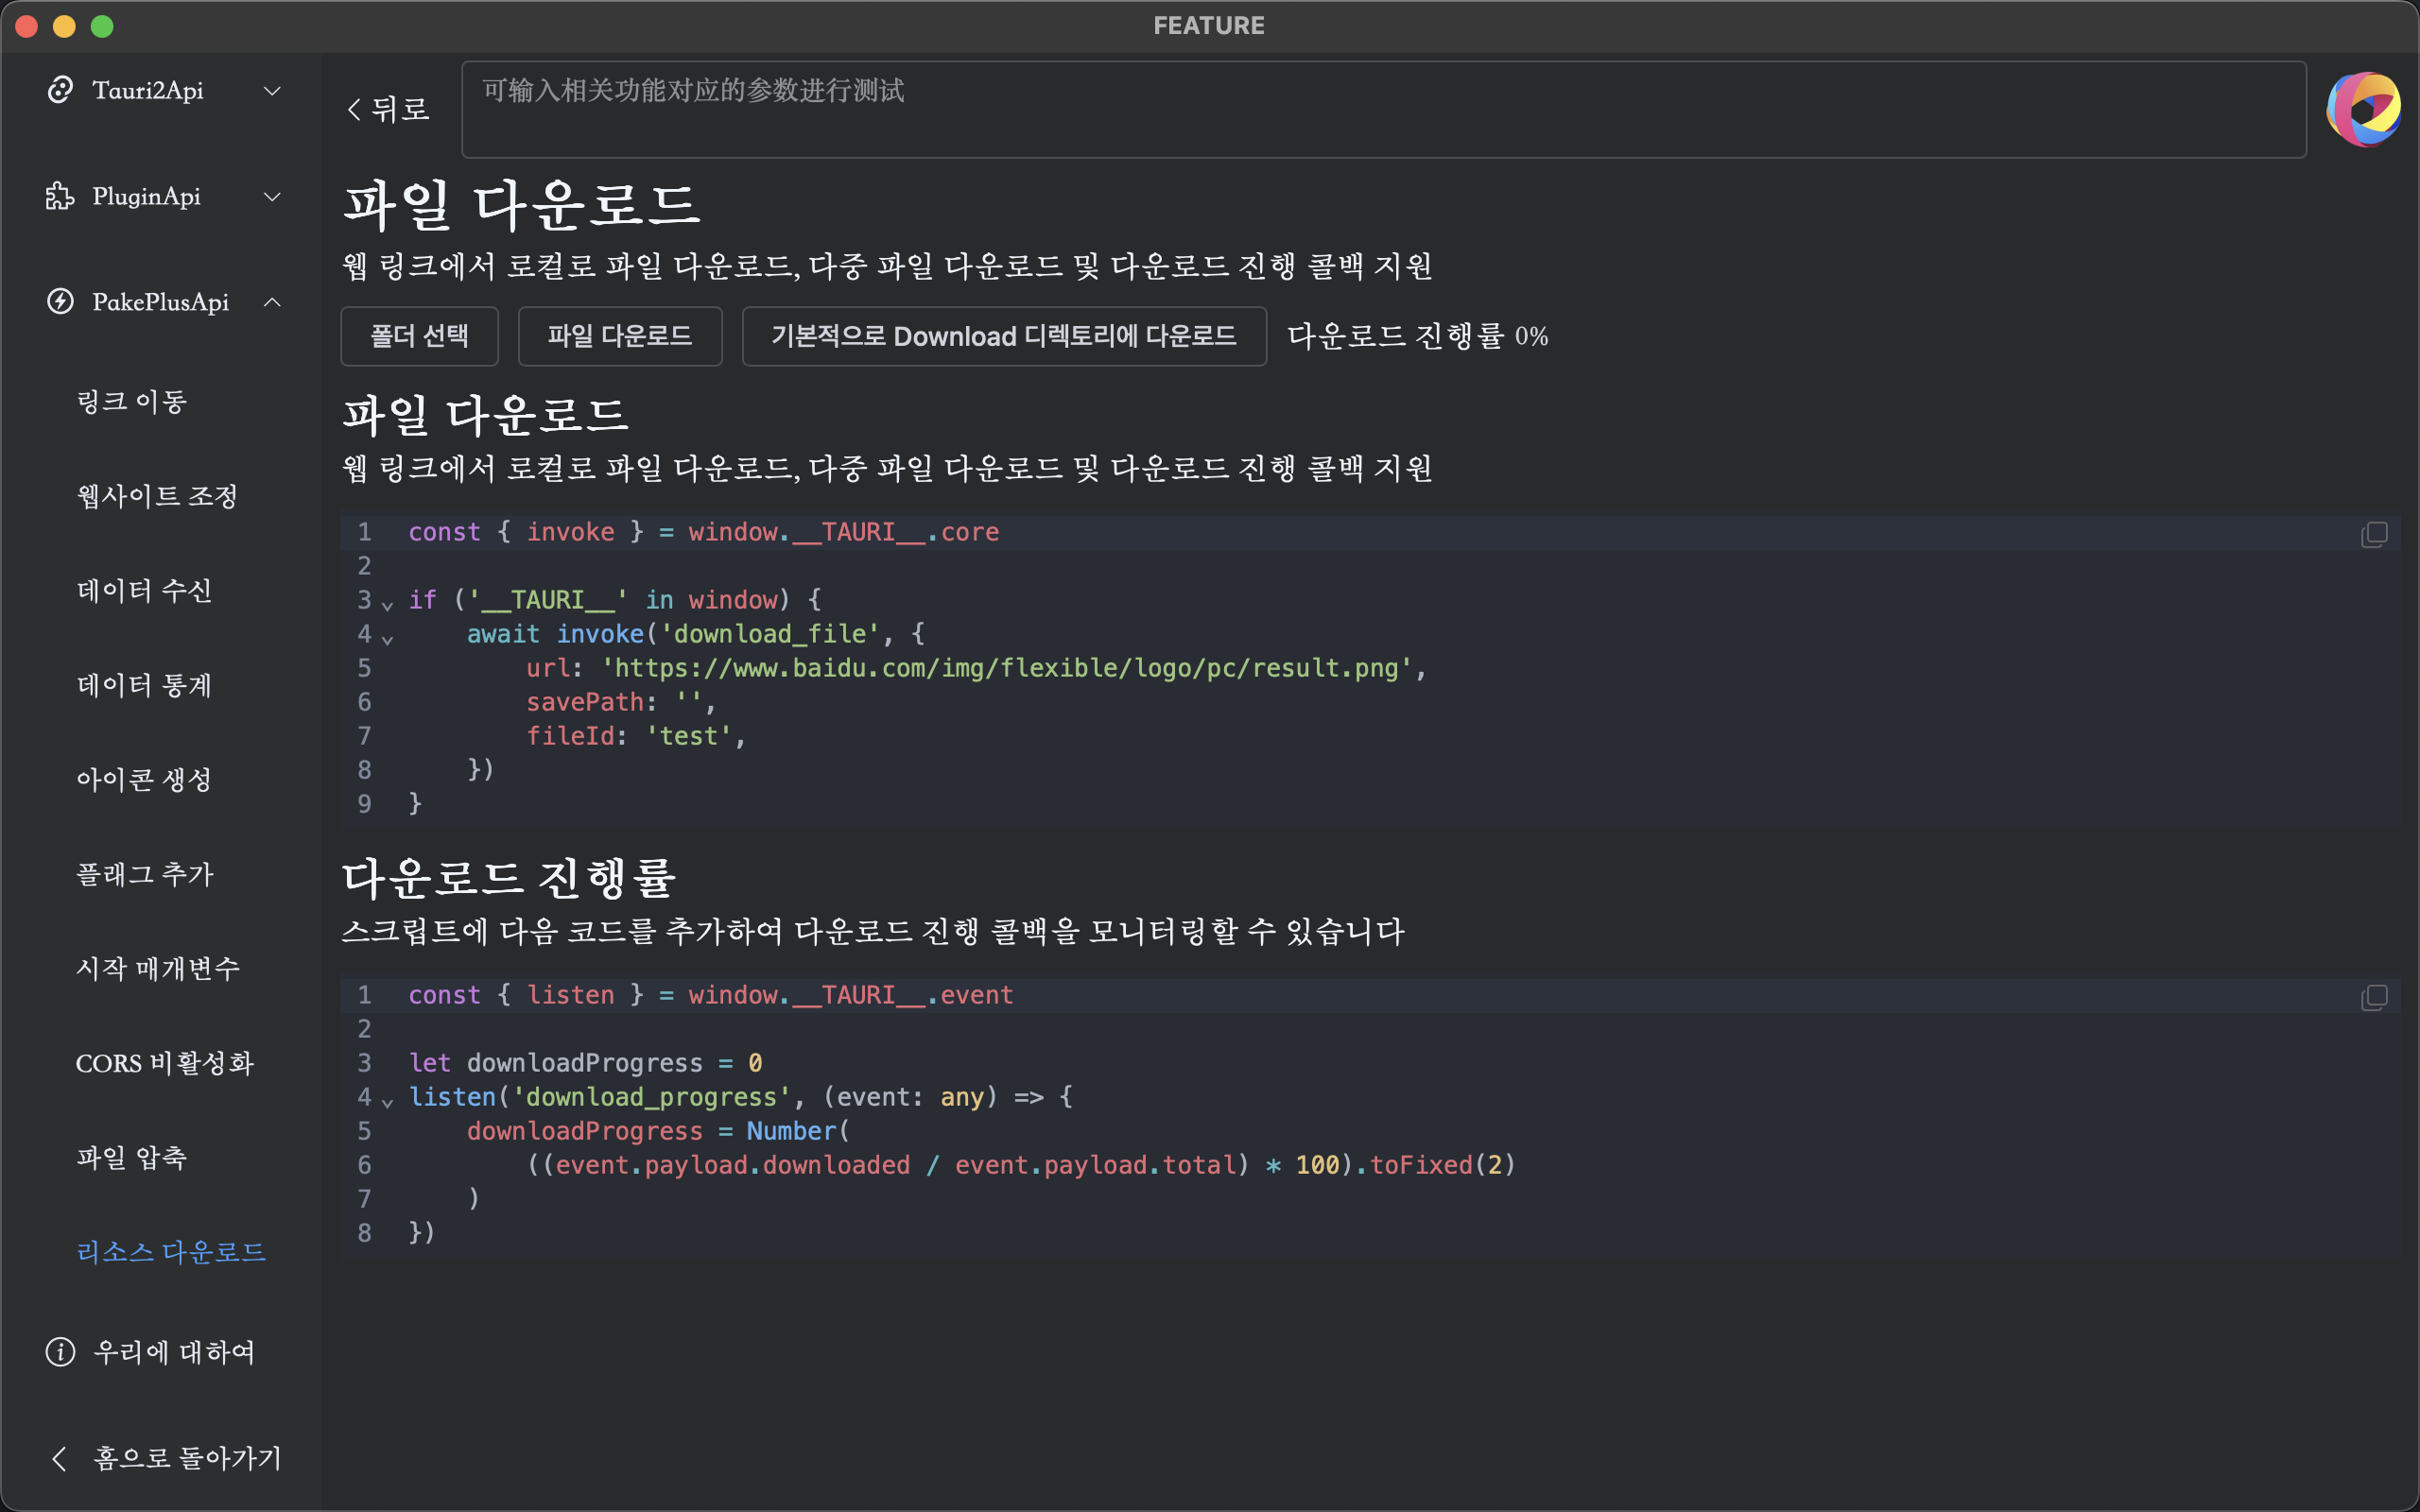 FEATURE
Tauri2Api
PluginApi
PakePlusApi
링크 이동
웹사이트 조정
데이터 수신
데이터 통계
아이콘 생성
플래그 추가
시작 매개변수
CORS 비활성화
파일 압축
리소스 다운로드
우리에 대하여
홈으로 돌아가기
뒤로
可输入相关功能对应的参数进行测试
파일 다운로드
웹 링크에서 로컬로 파일 다운로드, 다중 파일 다운로드 및 다운로드 진행 콜백 지원
폴더 선택 파일 다운로드 기본적으로 Download 디렉토리에 다운로드 다운로드 진행률 0%
파일 다운로드
웹 링크에서 로컬로 파일 다운로드, 다중 파일 다운로드 및 다운로드 진행 콜백 지원
1 const { invoke } = window.__TAURI__.core
2
3 if ('__TAURI__' in window) {
4 await invoke('download_file', {
5 url: 'https://www.baidu.com/img/flexible/logo/pc/result.png',
6 savePath: '',
7 fileId: 'test',
8 })
9 }
다운로드 진행률
스크립트에 다음 코드를 추가하여 다운로드 진행 콜백을 모니터링할 수 있습니다
1 const { listen } = window.__TAURI__.event
2
3 let downloadProgress = 0
4 listen('download_progress', (event: any) => {
5 downloadProgress = Number(
6 ((event.payload.downloaded / event.payload.total) * 100).toFixed(2)
7 )
8 })